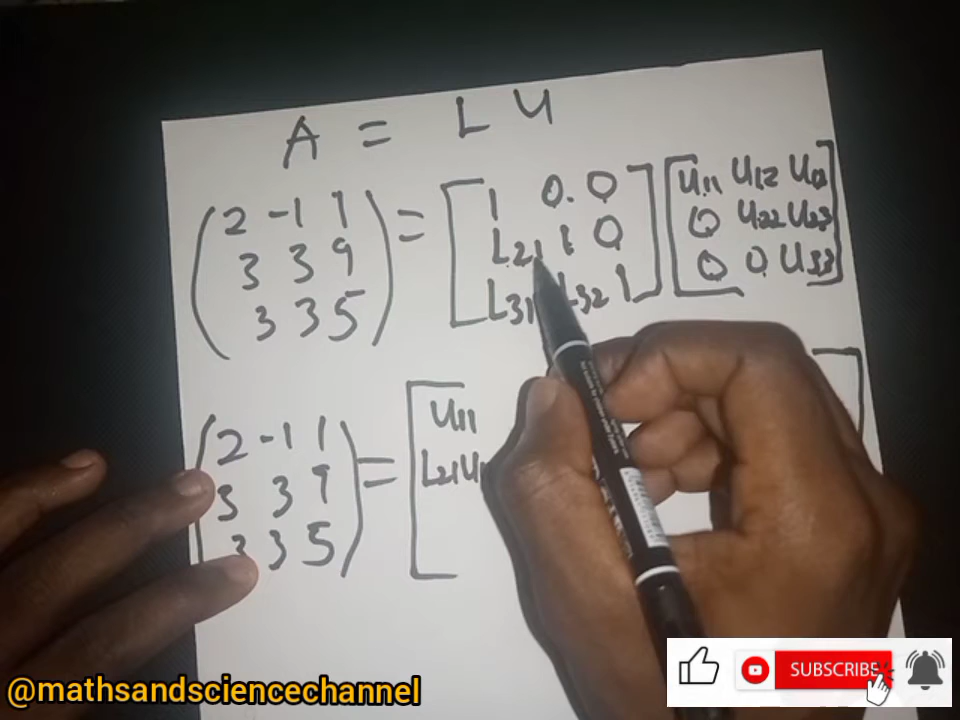 A = L U
(2 -1 1) = [1 0. 0] [U11 U12 U13]
3 3 9 L21 1 0 0 U22 U23
3 3 5 L31 L32 1 0 0 U33
(2 -1 1) = [U11
3 3 9 L21U
3 3 5
SUBSCRIBE
@mathsandsciencechannel